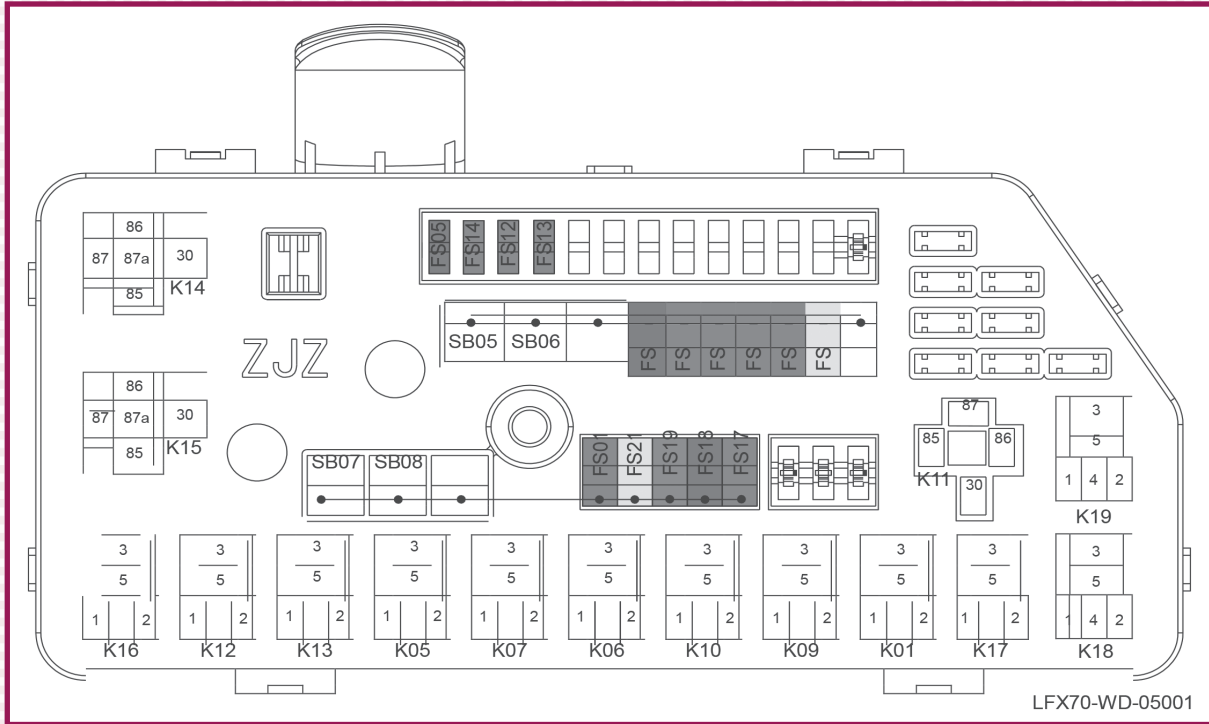 86
87 87a 30
85
K14
FS05 FS14 FS12 FS13
ZJZ
SB05 SB06
FS FS FS FS FS FS
86
87 87a 30
85
K15
SB07 SB08
FS01 FS21 FS19 FS18 FS17
87
85 86
K11
30
3
5
1 4 2
K19
3 3 3 3 3 3 3 3 3 3 3
5 5 5 5 5 5 5 5 5 5 5
1 2 1 2 1 2 1 2 1 2 1 2 1 2 1 2 1 2 1 2 1 4 2
K16 K12 K13 K05 K07 K06 K10 K09 K01 K17 K18
LFX70-WD-05001